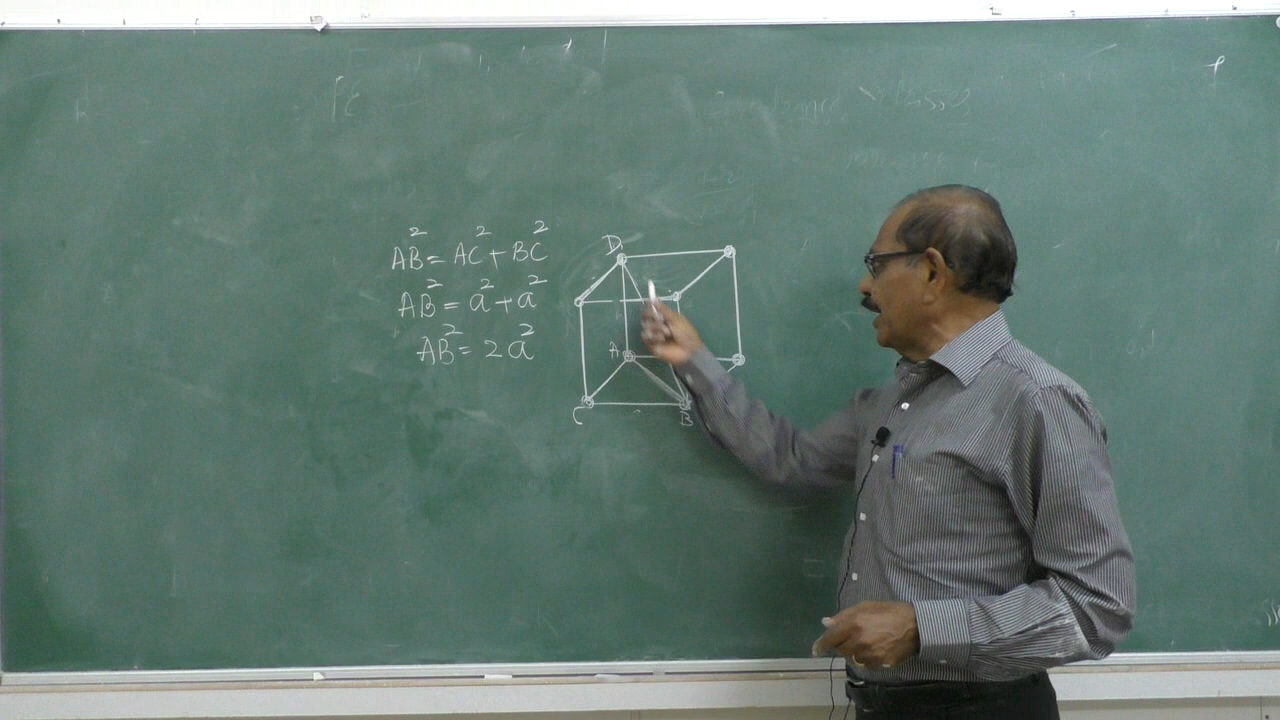 AB² = AC² + BC²
AB² = a² + a²
AB² = 2a²
D
A
C
B